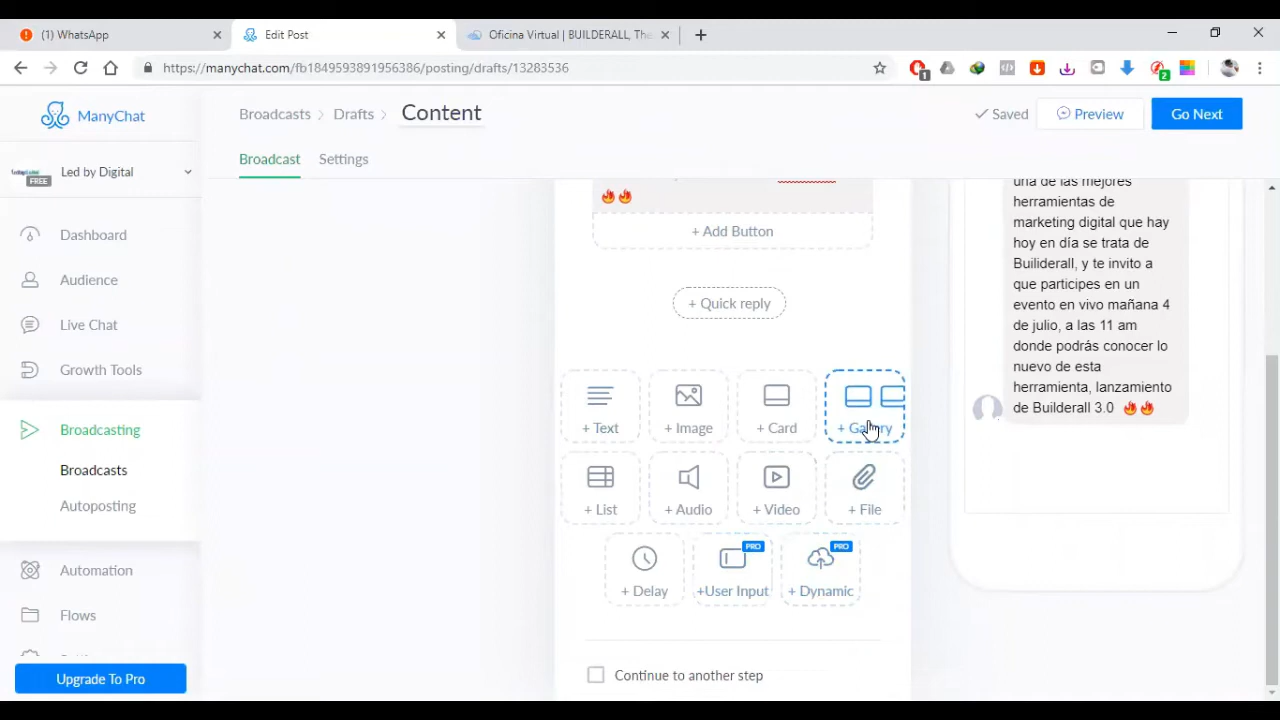 (1) WhatsApp
Edit Post
Oficina Virtual | BUILDERALL, The
https://manychat.com/fb1849593891956386/posting/drafts/13283536
1
2
ManyChat
Broadcasts
Drafts
Content
Saved
Preview
Go Next
FREE
Led by Digital
Broadcast
Settings
Dashboard
Audience
Live Chat
Growth Tools
Broadcasting
Broadcasts
Autoposting
Automation
Flows
Upgrade To Pro
🔥🔥
+ Add Button
+ Quick reply
+ Text
+ Image
+ Card
+ Gallery
+ List
+ Audio
+ Video
+ File
+ Delay
PRO
+User Input
PRO
+ Dynamic
Continue to another step
una de las mejores
herramientas de
marketing digital que hay
hoy en día se trata de
Builiderall, y te invito a
que participes en un
evento en vivo mañana 4
de julio, a las 11 am
donde podrás conocer lo
nuevo de esta
herramienta, lanzamiento
de Builderall 3.0 🔥🔥